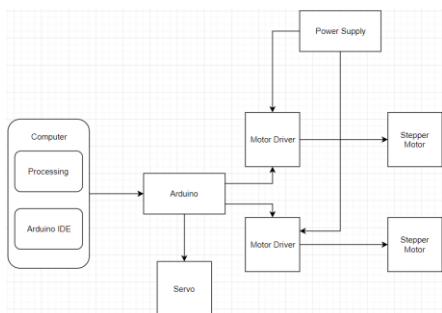 Power Supply
Computer
Processing
Arduino IDE
Arduino
Servo
Motor Driver
Stepper
Motor
Motor Driver
Stepper
Motor